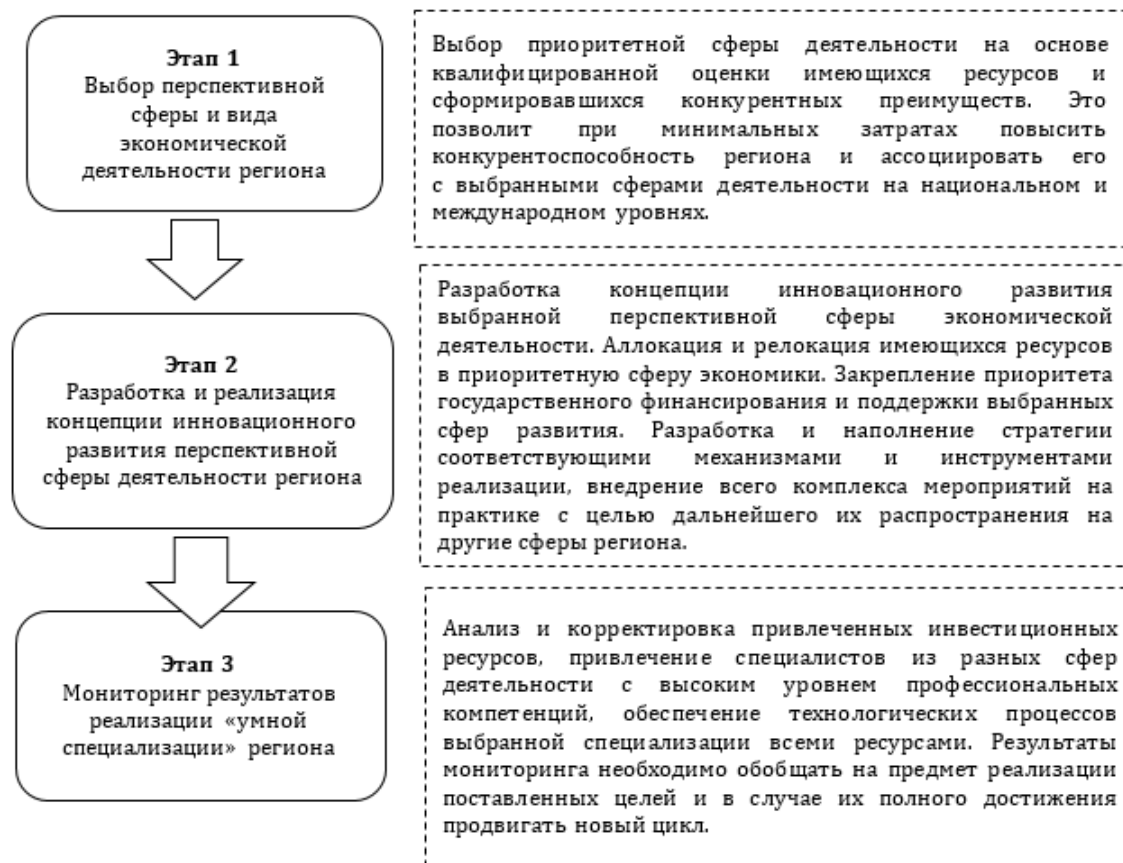 Этап 1
Выбор перспективной
сферы и вида
экономической
деятельности региона
Выбор приоритетной сферы деятельности на основе
квалифицированной оценки имеющихся ресурсов и
сформировавшихся конкурентных преимуществ. Это
позволит при минимальных затратах повысить
конкурентоспособность региона и ассоциировать его
с выбранными сферами деятельности на национальном и
международном уровнях.
Этап 2
Разработка и реализация
концепции инновационного
развития перспективной
сферы деятельности региона
Разработка концепции инновационного развития
выбранной перспективной сферы экономической
деятельности. Аллокация и релокация имеющихся ресурсов
в приоритетную сферу экономики. Закрепление приоритета
государственного финансирования и поддержки выбранных
сфер развития. Разработка и наполнение стратегии
соответствующими механизмами и инструментами
реализации, внедрение всего комплекса мероприятий на
практике с целью дальнейшего их распространения на
другие сферы региона.
Этап 3
Мониторинг результатов
реализации «умной
специализации» региона
Анализ и корректировка привлеченных инвестиционных
ресурсов, привлечение специалистов из разных сфер
деятельности с высоким уровнем профессиональных
компетенций, обеспечение технологических процессов
выбранной специализации всеми ресурсами. Результаты
мониторинга необходимо обобщать на предмет реализации
поставленных целей и в случае их полного достижения
продвигать новый цикл.